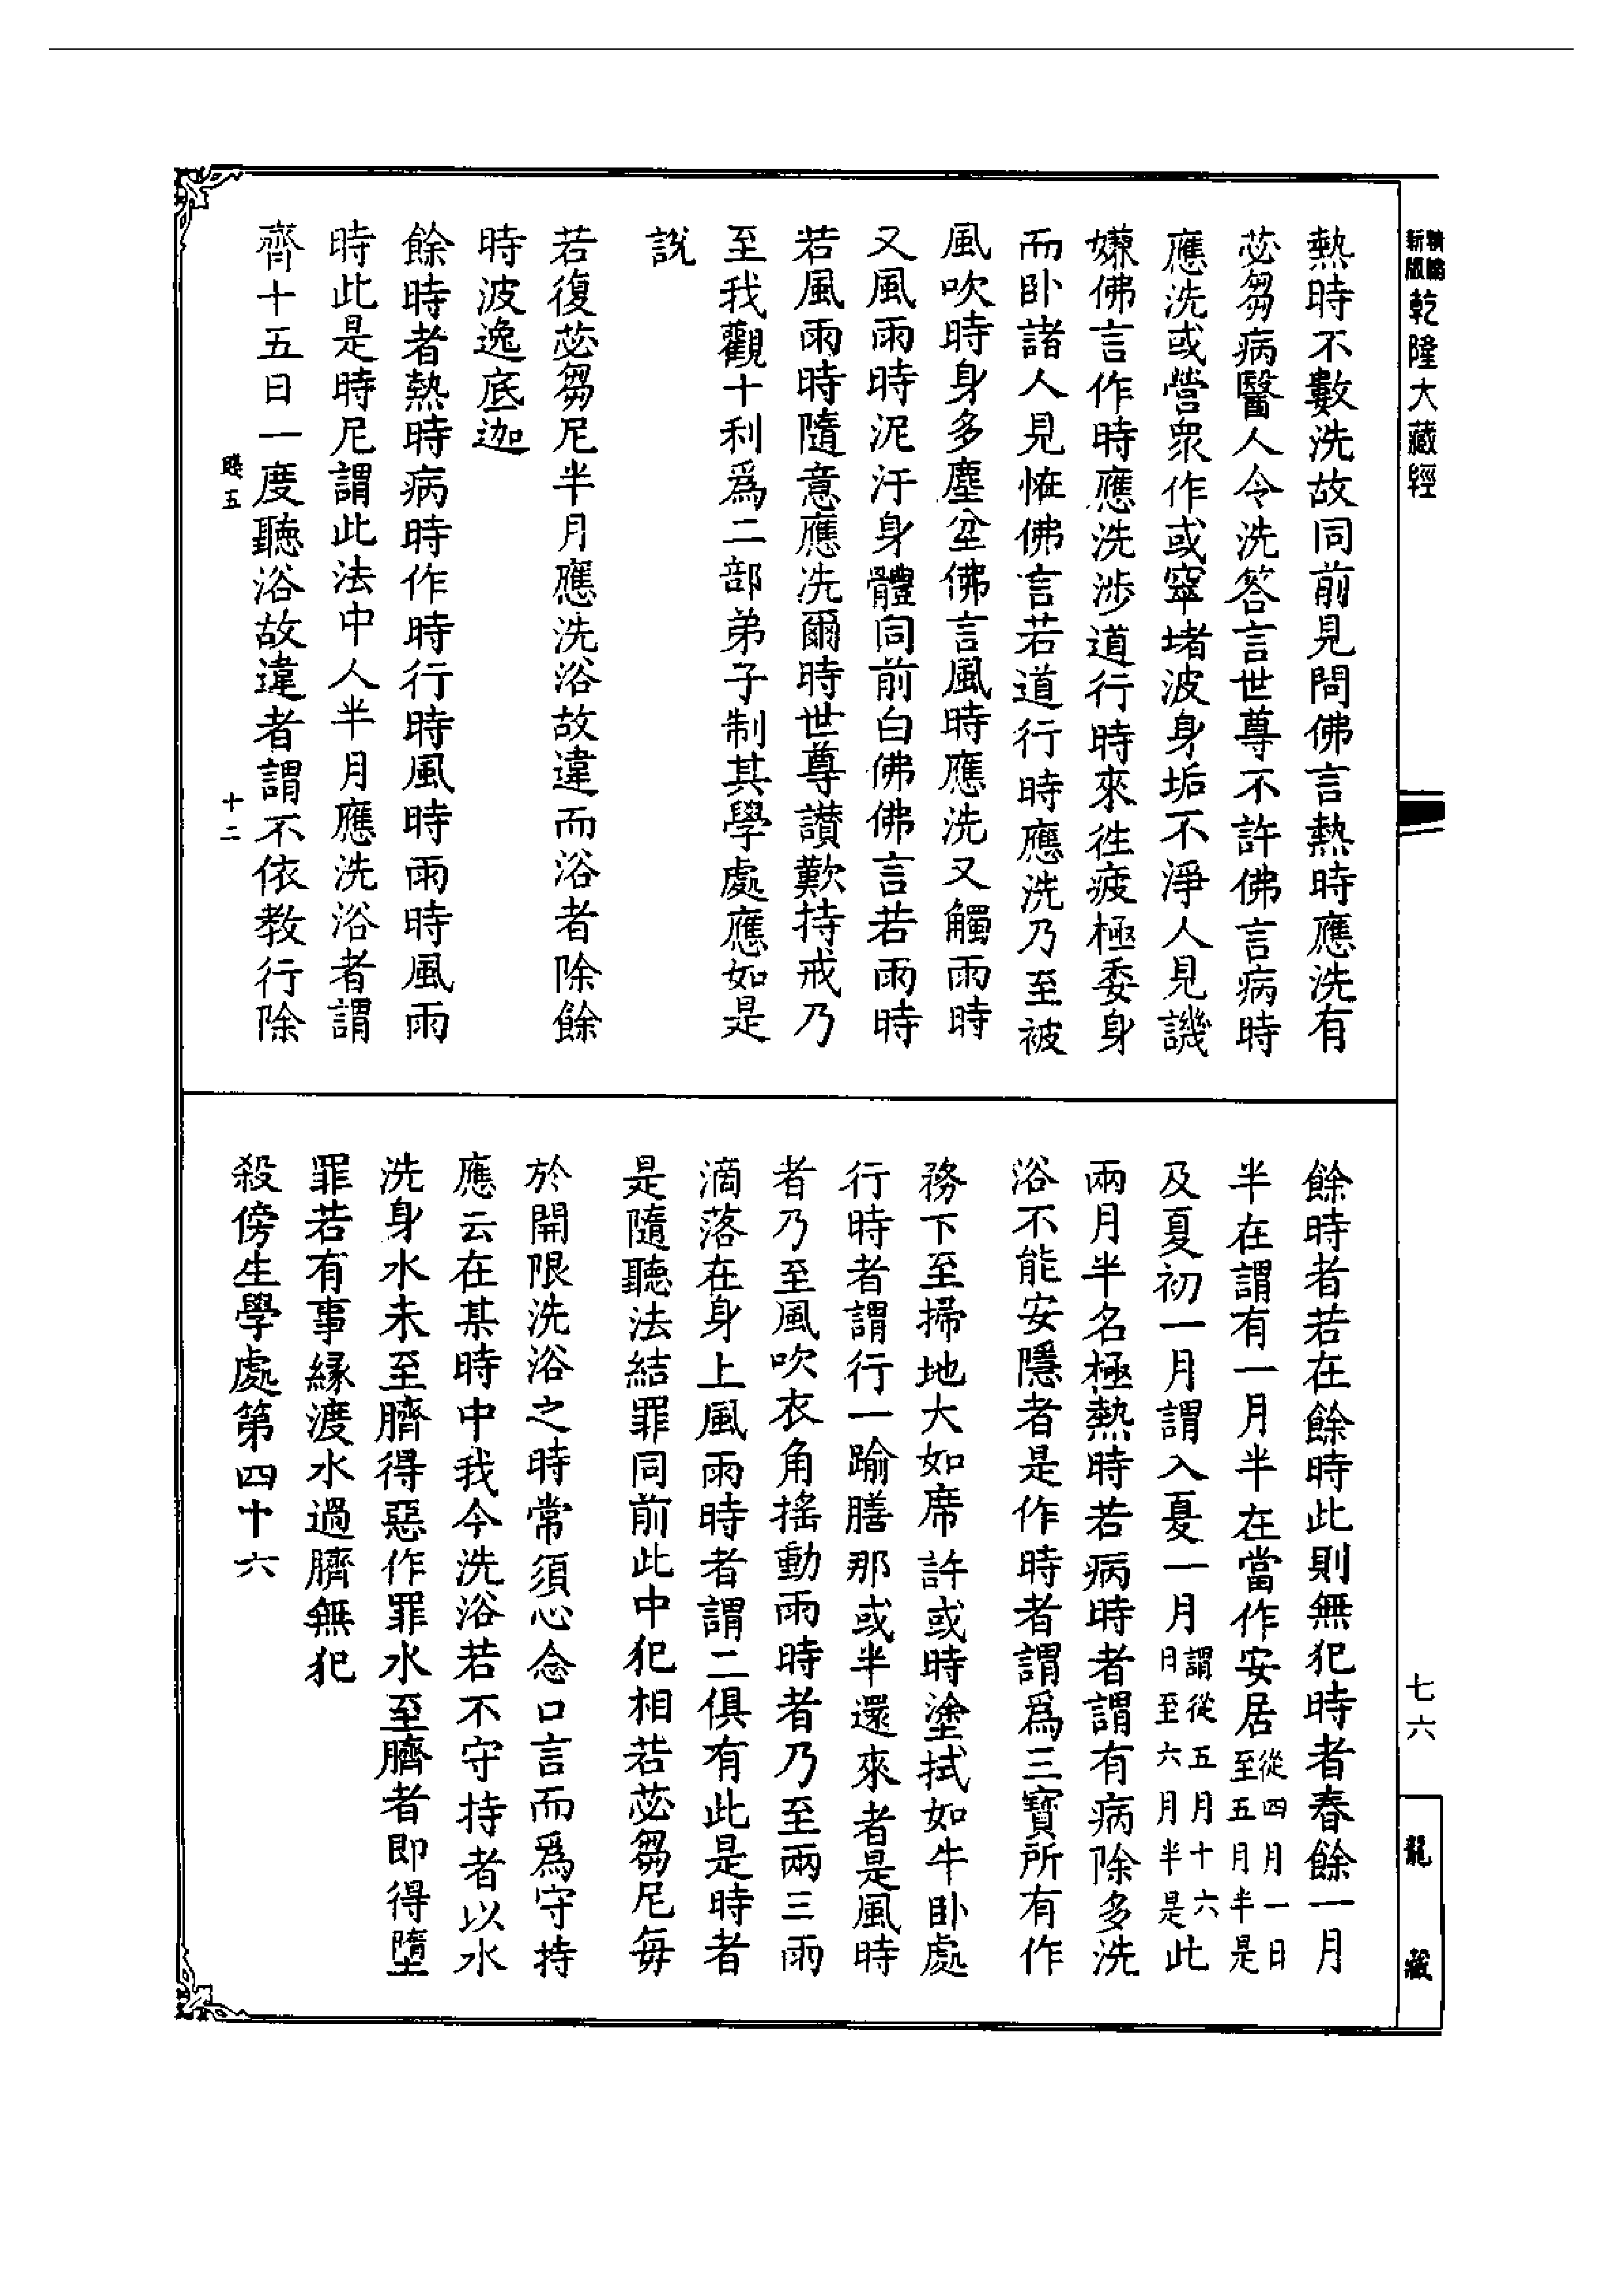 新版
乾隆大藏經
熱時不數洗故同前見問佛言熱時應洗有
苾芻病醫人令洗答言世尊不許佛言病時
應洗或營衆作或窣堵波身垢不淨人見譏
嫌佛言作時應洗涉道行時來徃疲極委身
而卧諸人見恠佛言若道行時應洗乃至被
風吹時身多塵坌佛言風時應洗又觸雨時
又風雨時泥汙身體同前白佛佛言若雨時
若風雨時隨意應洗爾時世尊讃歎持戒乃
至我觀十利爲二部弟子制其學處應如是
說
若復苾芻尼半月應洗浴故違而浴者除餘
時波逸底迦
餘時者熱時病時作時行時風時雨時風雨
時此是時尼謂此法中人半月應洗浴者謂
齊十五日一度聽浴故違者謂不依教行除
五
十二
餘時者若在餘時此則無犯時者春餘一月
半在謂有一月半在當作安居從四月一日至五月半是
及夏初一月謂入夏一月謂從五月十六日至六月半是此
兩月半名極熱時若病時者謂有病除多洗
浴不能安隱者是作時者謂爲三寶所有作
務下至掃地大如席許或時塗拭如牛卧處
行時者謂行一踰膳那或半還來者是風時
者乃至風吹衣角搖動雨時者乃至兩三雨
滴落在身上風雨時者謂二俱有此是時者
是隨聽法結罪同前此中犯相若苾芻尼每
於開限洗浴之時常須心念口言而爲守持
應云在某時中我今洗浴若不守持者以水
洗身水未至臍得惡作罪水至臍者即得墮
罪若有事緣渡水過臍無犯
殺傍生學處第四十六
七六
龍藏